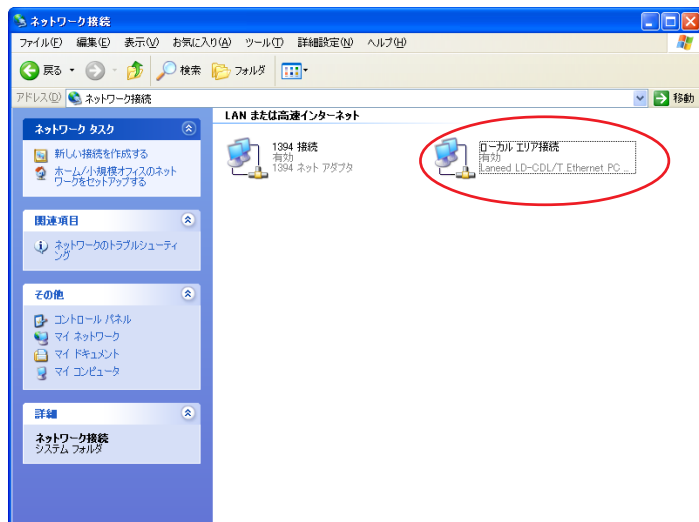 ネットワーク接続
ファイル(F) 編集(E) 表示(V) お気に入り(A) ツール(T) 詳細設定(N) ヘルプ(H)
戻る 検索 フォルダ
アドレス(D) ネットワーク接続 移動
ネットワーク タスク
新しい接続を作成する
ホーム/小規模オフィスのネット
ワークをセットアップする
関連項目
ネットワークのトラブルシューティ
ング
その他
コントロール パネル
マイ ネットワーク
マイ ドキュメント
マイ コンピュータ
詳細
ネットワーク接続
システム フォルダ
LAN または高速インターネット
1394 接続
有効
1394 ネット アダプタ
ローカル エリア接続
有効
Laneed LD-CDL/T Ethernet PC ...